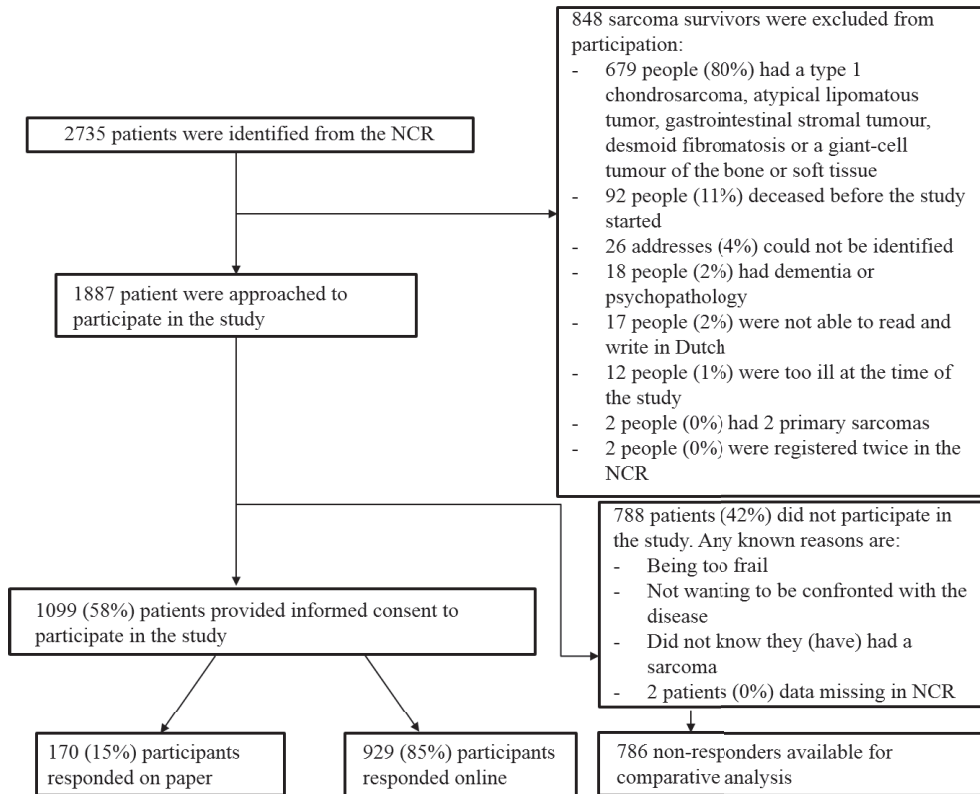 848 sarcoma survivors were excluded from
participation:
- 679 people (80%) had a type 1
chondrosarcoma, atypical lipomatous
tumor, gastrointestinal stromal tumour,
desmoid fibromatosis or a giant-cell
tumour of the bone or soft tissue
- 92 people (11%) deceased before the study
started
- 26 addresses (4%) could not be identified
- 18 people (2%) had dementia or
psychopathology
- 17 people (2%) were not able to read and
write in Dutch
- 12 people (1%) were too ill at the time of
the study
- 2 people (0%) had 2 primary sarcomas
- 2 people (0%) were registered twice in the
NCR
2735 patients were identified from the NCR
1887 patient were approached to
participate in the study
788 patients (42%) did not participate in
the study. Any known reasons are:
- Being too frail
- Not wanting to be confronted with the
disease
- Did not know they (have) had a
sarcoma
- 2 patients (0%) data missing in NCR
1099 (58%) patients provided informed consent to
participate in the study
170 (15%) participants
responded on paper
929 (85%) participants
responded online
786 non-responders available for
comparative analysis